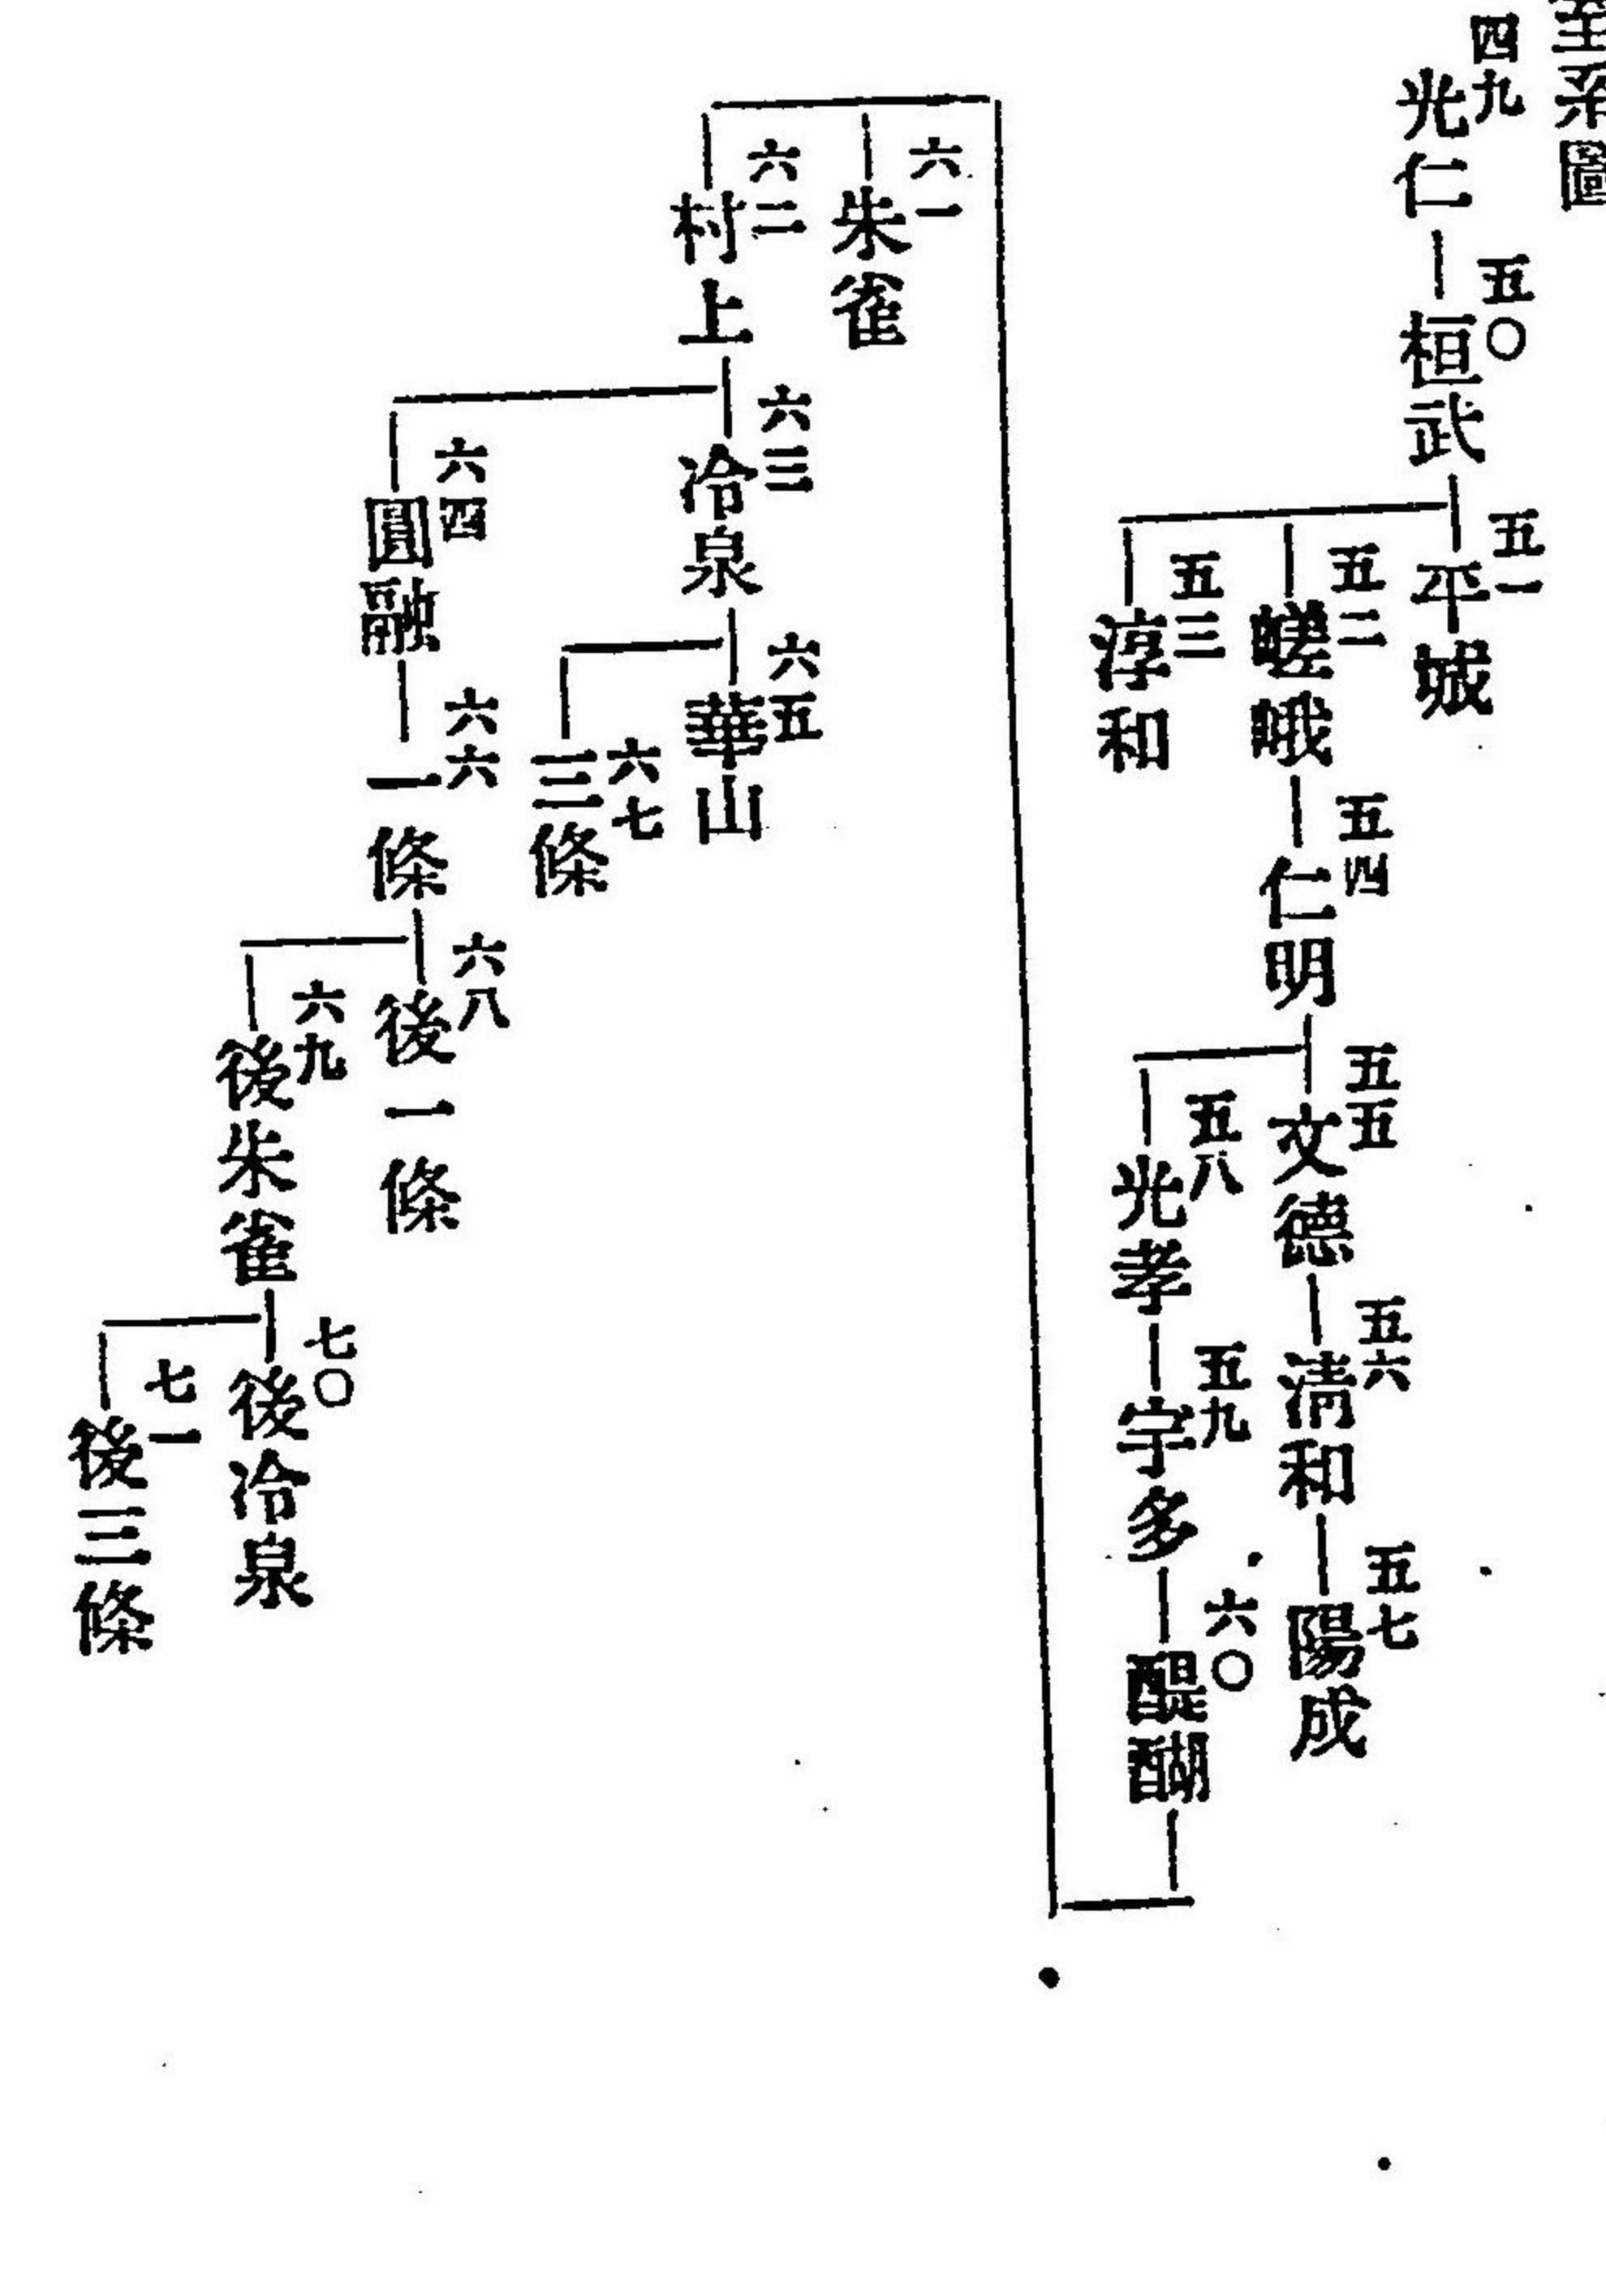 系圖
四九
光仁
五〇
桓武
五一
平城
五二
嵯峨
五三
淳和
五四
仁明
五五
文德
五六
清和
五七
陽成
五八
光孝
五九
宇多
六〇
醍醐
六一
朱雀
六二
村上
六三
冷泉
六四
圓融
六五
華山
六六
一條
六七
三條
六八
後一條
六九
後朱雀
七〇
後冷泉
七一
後三條